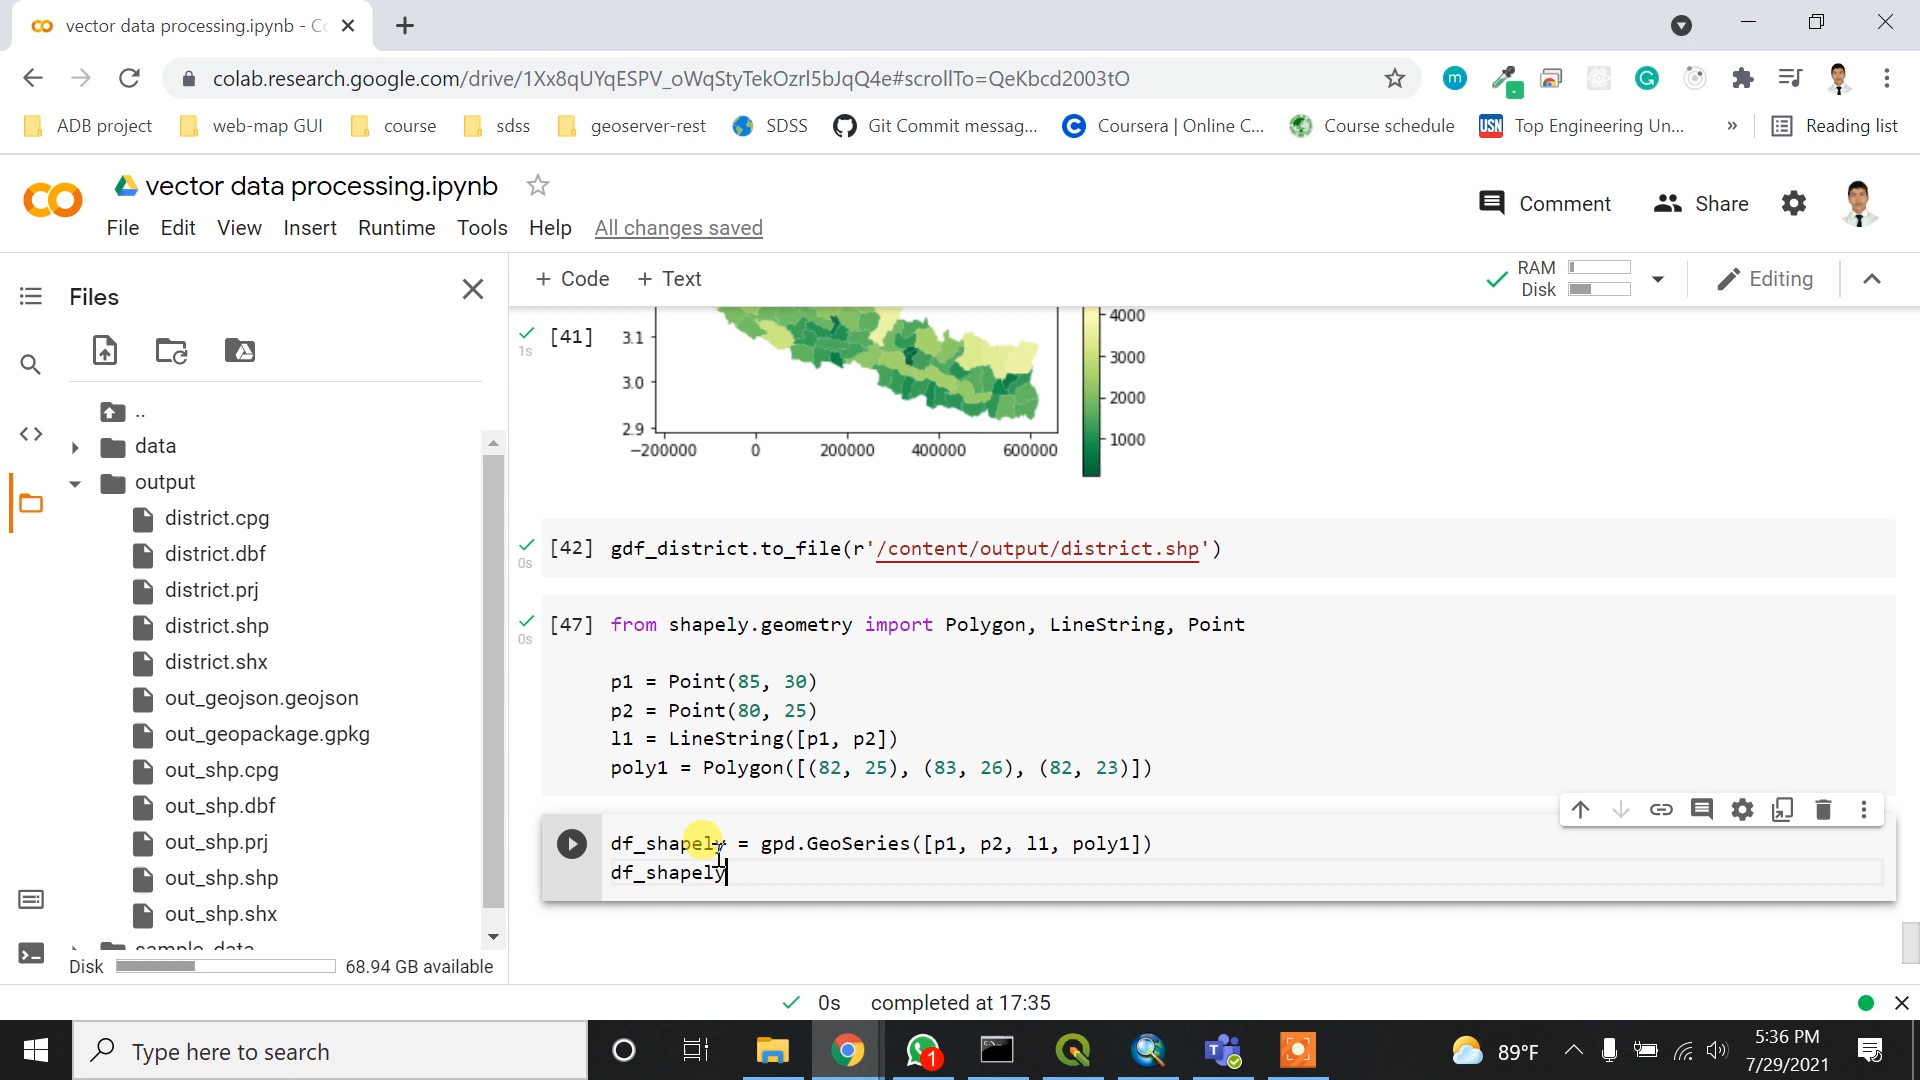 vector data processing.ipynb - Co
colab.research.google.com/drive/1Xx8qUYqESPV_oWqStyTekOzrl5bJqQ4e#scrollTo=QeKbcd2003tO
ADB project
web-map GUI
course
sdss
geoserver-rest
SDSS
Git Commit messag...
Coursera | Online C...
Course schedule
USN
Top Engineering Un...
»
Reading list
vector data processing.ipynb
File Edit View Insert Runtime Tools Help All changes saved
Comment
Share
+ Code + Text
RAM
Disk
Editing
Files
..
data
output
district.cpg
district.dbf
district.prj
district.shp
district.shx
out_geojson.geojson
out_geopackage.gpkg
out_shp.cpg
out_shp.dbf
out_shp.prj
out_shp.shp
out_shp.shx
sample_data
Disk 68.94 GB available
[41]
1s
3.1
3.0
2.9
−200000 0 200000 400000 600000
4000
3000
2000
1000
0s
[42] gdf_district.to_file(r'/content/output/district.shp')
0s
[47] from shapely.geometry import Polygon, LineString, Point
p1 = Point(85, 30)
p2 = Point(80, 25)
l1 = LineString([p1, p2])
poly1 = Polygon([(82, 25), (83, 26), (82, 23)])
df_shapely = gpd.GeoSeries([p1, p2, l1, poly1])
df_shapely
0s completed at 17:35
Type here to search
1
89°F
5:36 PM
7/29/2021